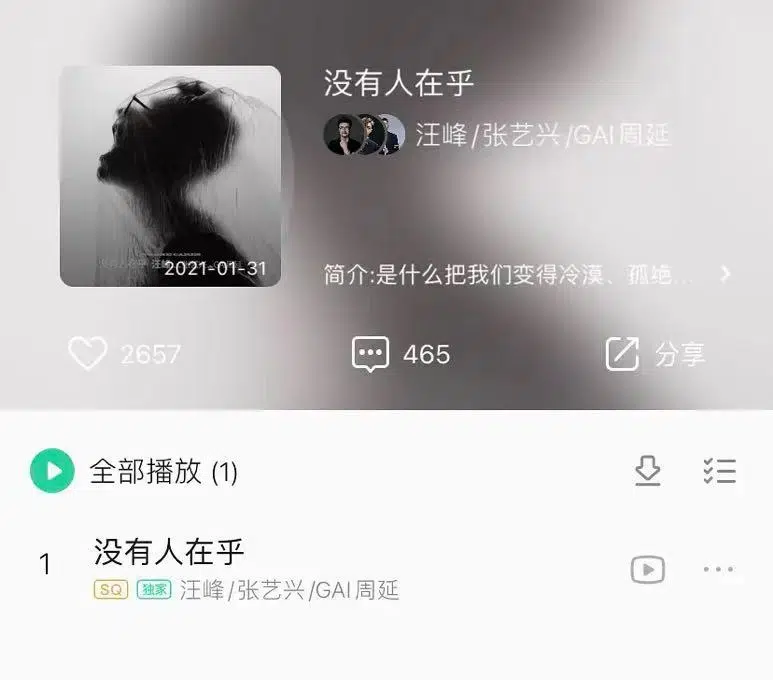 没有人在乎
汪峰/张艺兴/GAI周延
2021-01-31
简介:是什么把我们变得冷漠、孤绝...
2657
465
分享
全部播放 (1)
1
没有人在乎
SQ 独家 汪峰/张艺兴/GAI周延